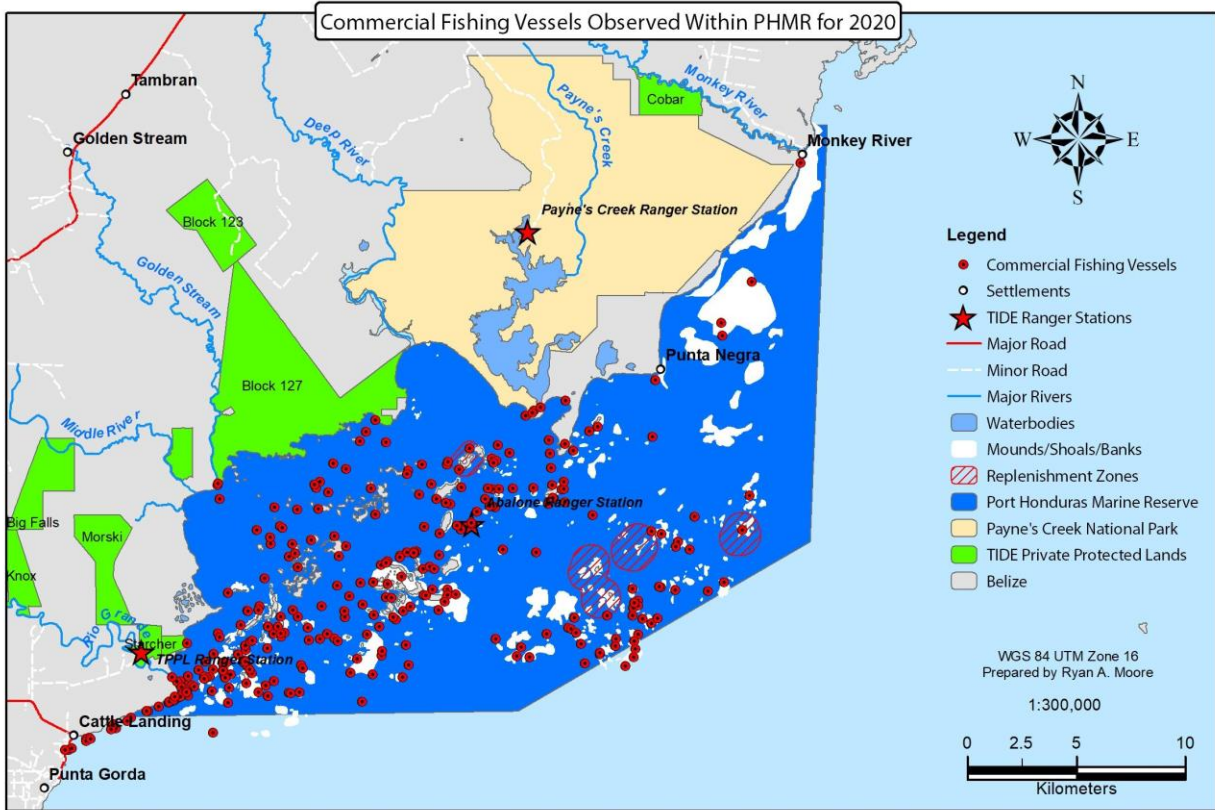 Commercial Fishing Vessels Observed Within PHMR for 2020
Tambran
Golden Stream
Deep River
Payne's Creek
Monkey River
Cobar
Monkey River
N
W
E
S
Block 123
Payne's Creek Ranger Station
Golden Stream
Block 127
Punta Negra
Middle River
Abalone Ranger Station
Big Falls
Morski
Knox
Rio Grande
Starcher
TPPL Ranger Station
Cattle Landing
Punta Gorda
Legend
Commercial Fishing Vessels
Settlements
TIDE Ranger Stations
Major Road
Minor Road
Major Rivers
Waterbodies
Mounds/Shoals/Banks
Replenishment Zones
Port Honduras Marine Reserve
Payne's Creek National Park
TIDE Private Protected Lands
Belize
WGS 84 UTM Zone 16
Prepared by Ryan A. Moore
1:300,000
0 2.5 5 10
Kilometers